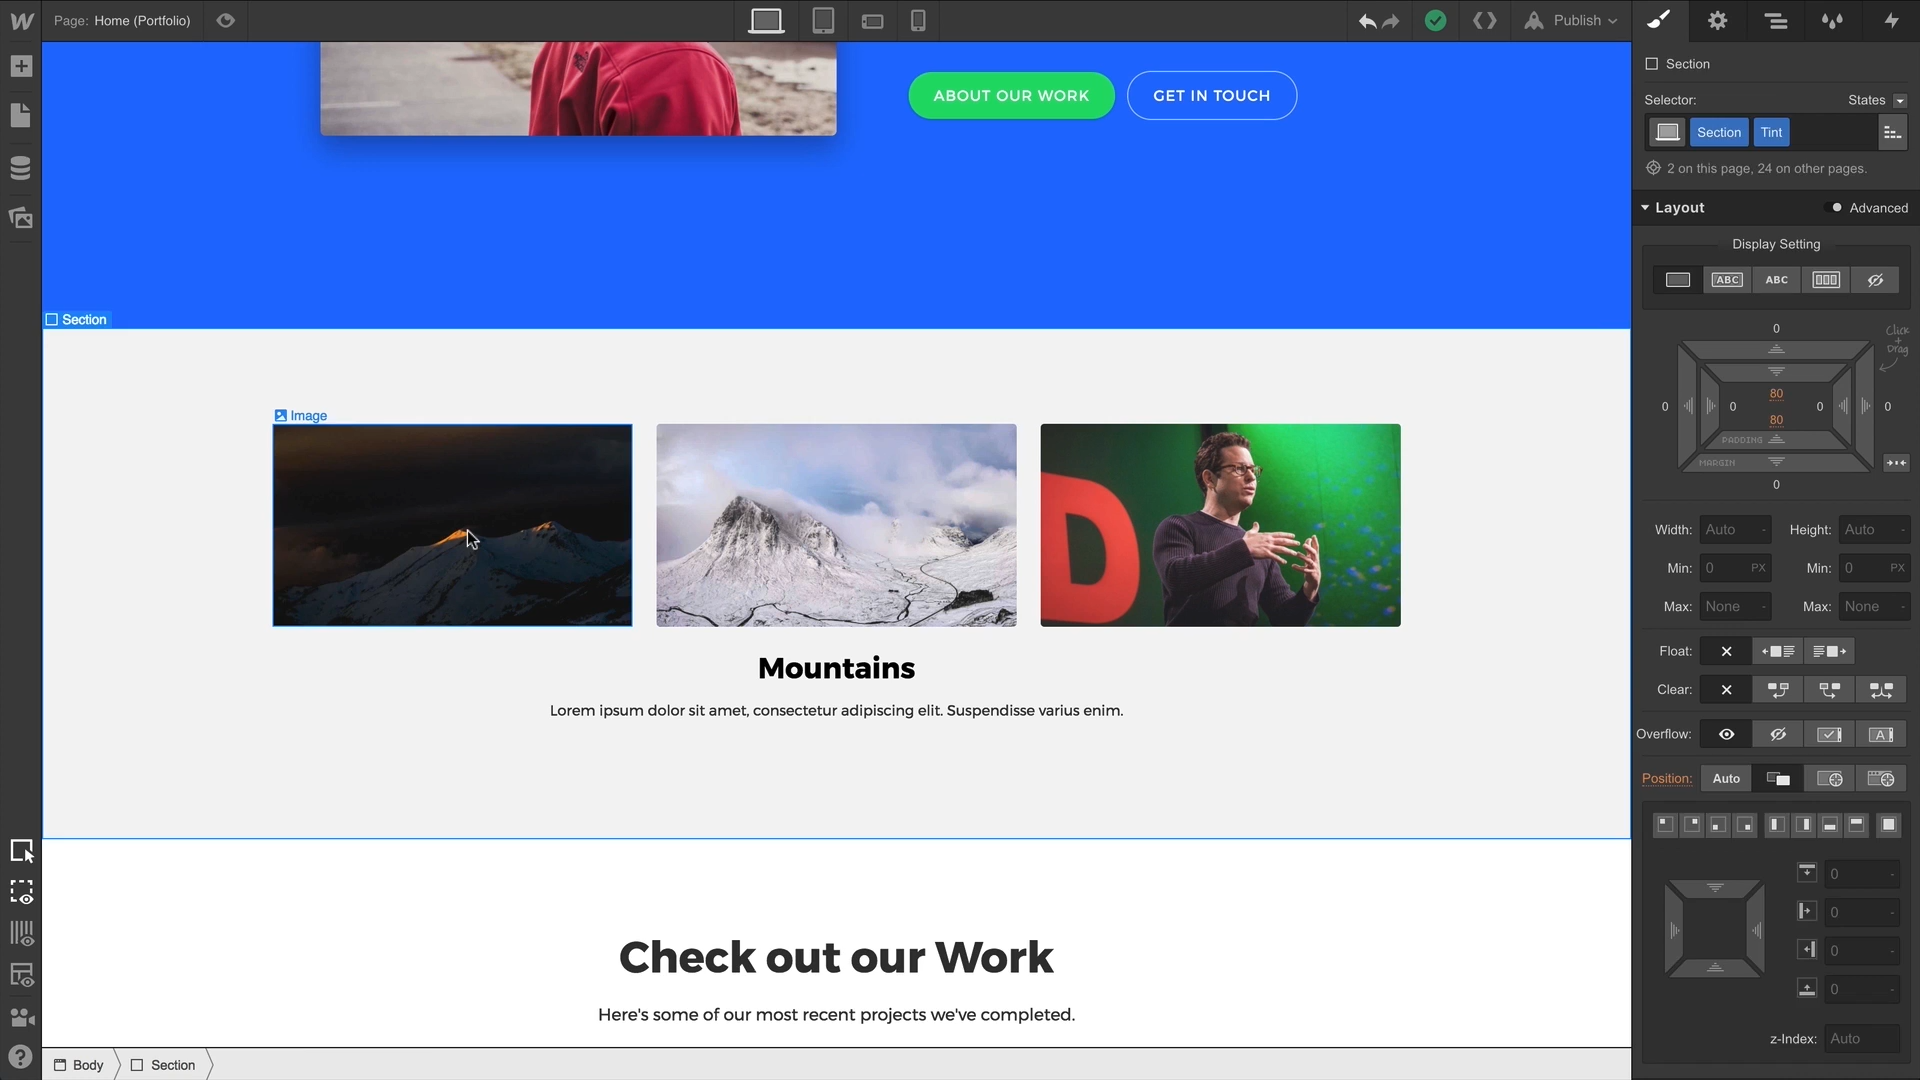 Page: Home (Portfolio)
Publish
ABOUT OUR WORK
GET IN TOUCH
Section
Image
D
Mountains
Lorem ipsum dolor sit amet, consectetur adipiscing elit. Suspendisse varius enim.
Check out our Work
Here's some of our most recent projects we've completed.
Body
Section
Section
Selector:
States
Section
Tint
2 on this page, 24 on other pages.
Layout
Advanced
Display Setting
ABC
ABC
0
Click + Drag
80
0
0
0
0
80
PADDING
MARGIN
0
Width: Auto -
Height: Auto -
Min: 0 PX
Min: 0 PX
Max: None -
Max: None -
Float:
Clear:
Overflow:
A
Position: Auto
0 -
0 -
0 -
0 -
z-Index: Auto